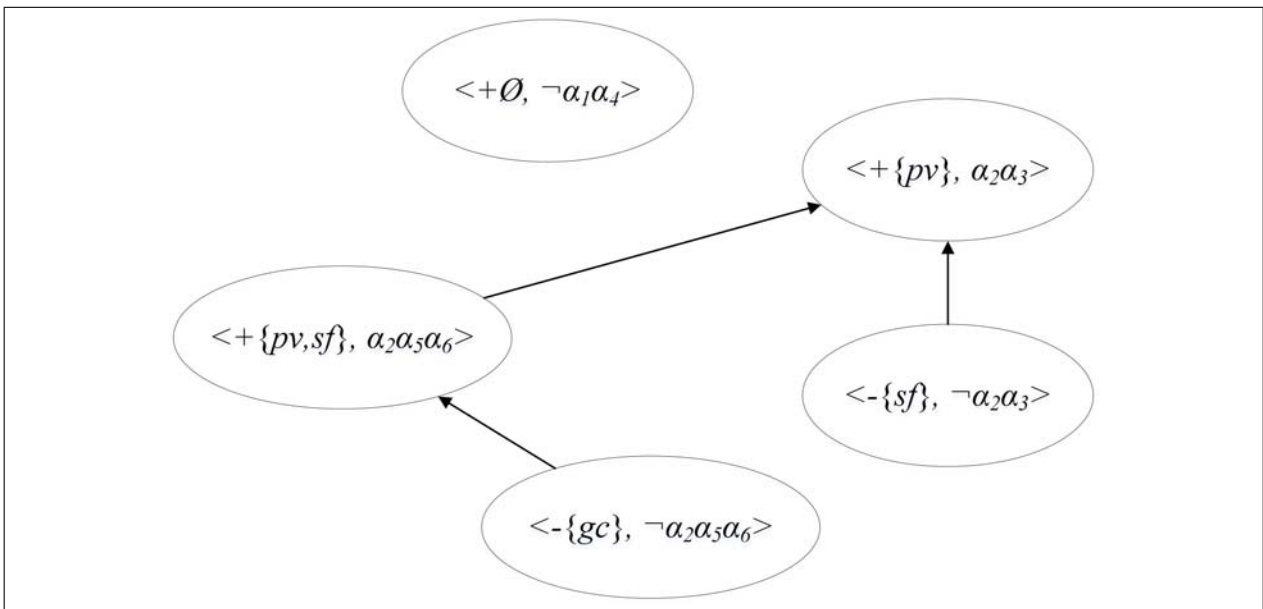 <+Ø, ¬α₁α₄>
<+{pv}, α₂α₃>
<+{pv,sf}, α₂α₅α₆>
<-{sf}, ¬α₂α₃>
<-{gc}, ¬α₂α₅α₆>